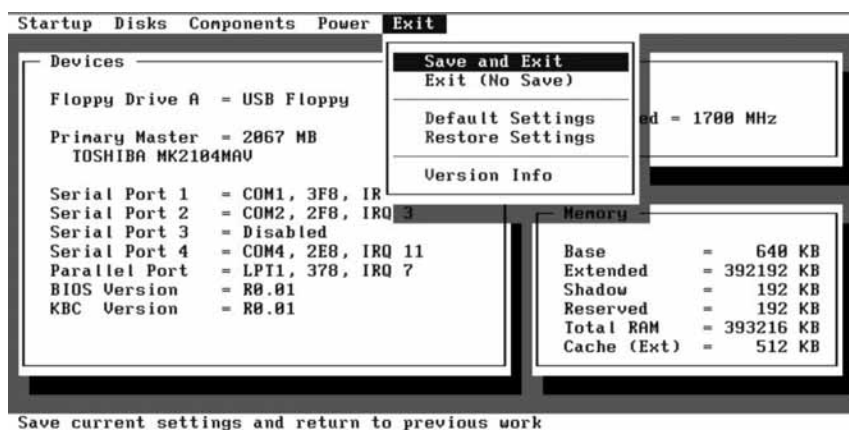 Startup Disks Components Power Exit
Save and Exit
Exit (No Save)
Default Settings
Restore Settings
Version Info
Devices
Floppy Drive A = USB Floppy
Primary Master = 2067 MB
TOSHIBA MK2104MAV
Serial Port 1 = COM1, 3F8, IR
Serial Port 2 = COM2, 2F8, IRQ 3
Serial Port 3 = Disabled
Serial Port 4 = COM4, 2E8, IRQ 11
Parallel Port = LPT1, 378, IRQ 7
BIOS Version = R0.01
KBC Version = R0.01
ed = 1700 MHz
Memory
Base = 640 KB
Extended = 392192 KB
Shadow = 192 KB
Reserved = 192 KB
Total RAM = 393216 KB
Cache (Ext) = 512 KB
Save current settings and return to previous work